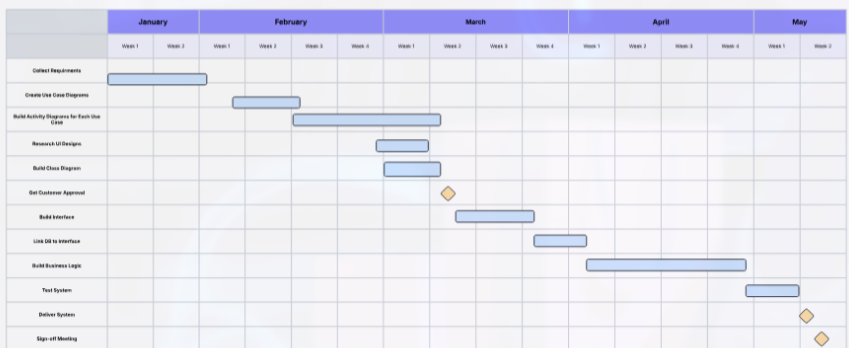 January February March April May
Week 1 Week 2 Week 1 Week 2 Week 3 Week 4 Week 1 Week 2 Week 3 Week 4 Week 1 Week 2 Week 3 Week 4 Week 1 Week 2
Collect Requirments
Create Use Case Diagrams
Build Activity Diagrams for Each Use
Case
Research UI Designs
Build Class Diagram
Get Customer Approval
Build Interface
Link DB to Interface
Build Business Logic
Test System
Deliver System
Sign-off Meeting